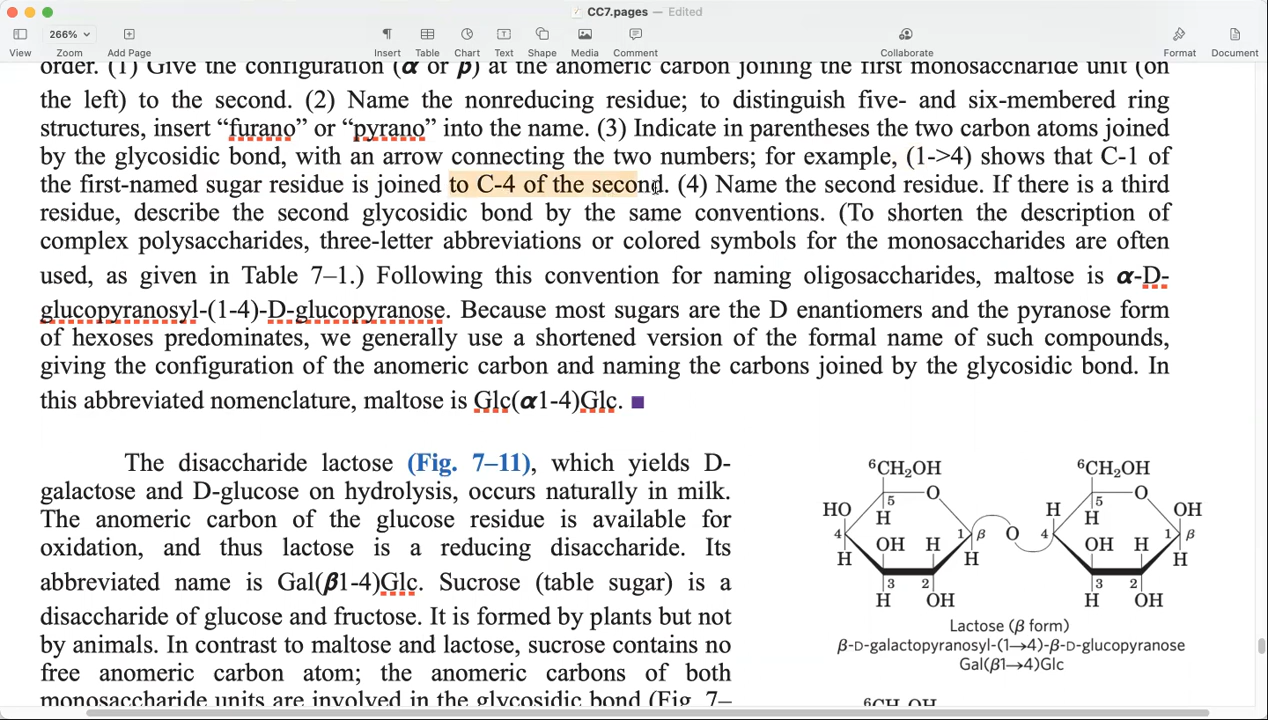 CC7.pages — Edited
266%
View
Zoom
Add Page
Insert
Table
Chart
Text
Shape
Media
Comment
Collaborate
Format
Document
order. (1) Give the configuration (α or β) at the anomeric carbon joining the first monosaccharide unit (on
the left) to the second. (2) Name the nonreducing residue; to distinguish five- and six-membered ring
structures, insert “furano” or “pyrano” into the name. (3) Indicate in parentheses the two carbon atoms joined
by the glycosidic bond, with an arrow connecting the two numbers; for example, (1->4) shows that C-1 of
the first-named sugar residue is joined to C-4 of the second. (4) Name the second residue. If there is a third
residue, describe the second glycosidic bond by the same conventions. (To shorten the description of
complex polysaccharides, three-letter abbreviations or colored symbols for the monosaccharides are often
used, as given in Table 7–1.) Following this convention for naming oligosaccharides, maltose is α-D-
glucopyranosyl-(1-4)-D-glucopyranose. Because most sugars are the D enantiomers and the pyranose form
of hexoses predominates, we generally use a shortened version of the formal name of such compounds,
giving the configuration of the anomeric carbon and naming the carbons joined by the glycosidic bond. In
this abbreviated nomenclature, maltose is Glc(α1-4)Glc. ■
The disaccharide lactose (Fig. 7–11), which yields D-
galactose and D-glucose on hydrolysis, occurs naturally in milk.
The anomeric carbon of the glucose residue is available for
oxidation, and thus lactose is a reducing disaccharide. Its
abbreviated name is Gal(β1-4)Glc. Sucrose (table sugar) is a
disaccharide of glucose and fructose. It is formed by plants but not
by animals. In contrast to maltose and lactose, sucrose contains no
free anomeric carbon atom; the anomeric carbons of both
monosaccharide units are involved in the glycosidic bond (Fig. 7–
⁶CH₂OH ⁶CH₂OH
5 O 5 O
HO H H H OH
4 1 β O 4 1 β
H OH H H OH H H
3 2 3 2
H OH H OH
Lactose (β form)
β-D-galactopyranosyl-(1→4)-β-D-glucopyranose
Gal(β1→4)Glc